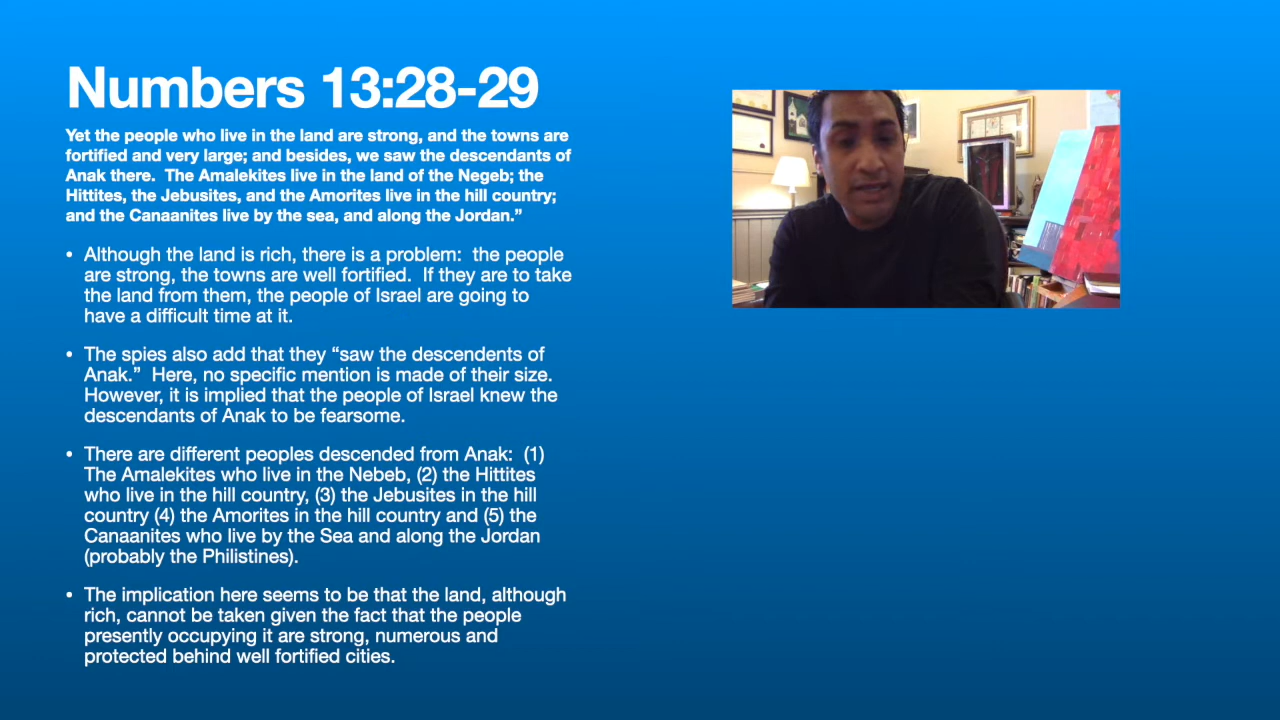 Numbers 13:28-29
Yet the people who live in the land are strong, and the towns are
fortified and very large; and besides, we saw the descendants of
Anak there.  The Amalekites live in the land of the Negeb; the
Hittites, the Jebusites, and the Amorites live in the hill country;
and the Canaanites live by the sea, and along the Jordan.”
• Although the land is rich, there is a problem:  the people
are strong, the towns are well fortified.  If they are to take
the land from them, the people of Israel are going to
have a difficult time at it.
• The spies also add that they “saw the descendents of
Anak.”  Here, no specific mention is made of their size.
However, it is implied that the people of Israel knew the
descendants of Anak to be fearsome.
• There are different peoples descended from Anak:  (1)
The Amalekites who live in the Nebeb, (2) the Hittites
who live in the hill country, (3) the Jebusites in the hill
country (4) the Amorites in the hill country and (5) the
Canaanites who live by the Sea and along the Jordan
(probably the Philistines).
• The implication here seems to be that the land, although
rich, cannot be taken given the fact that the people
presently occupying it are strong, numerous and
protected behind well fortified cities.